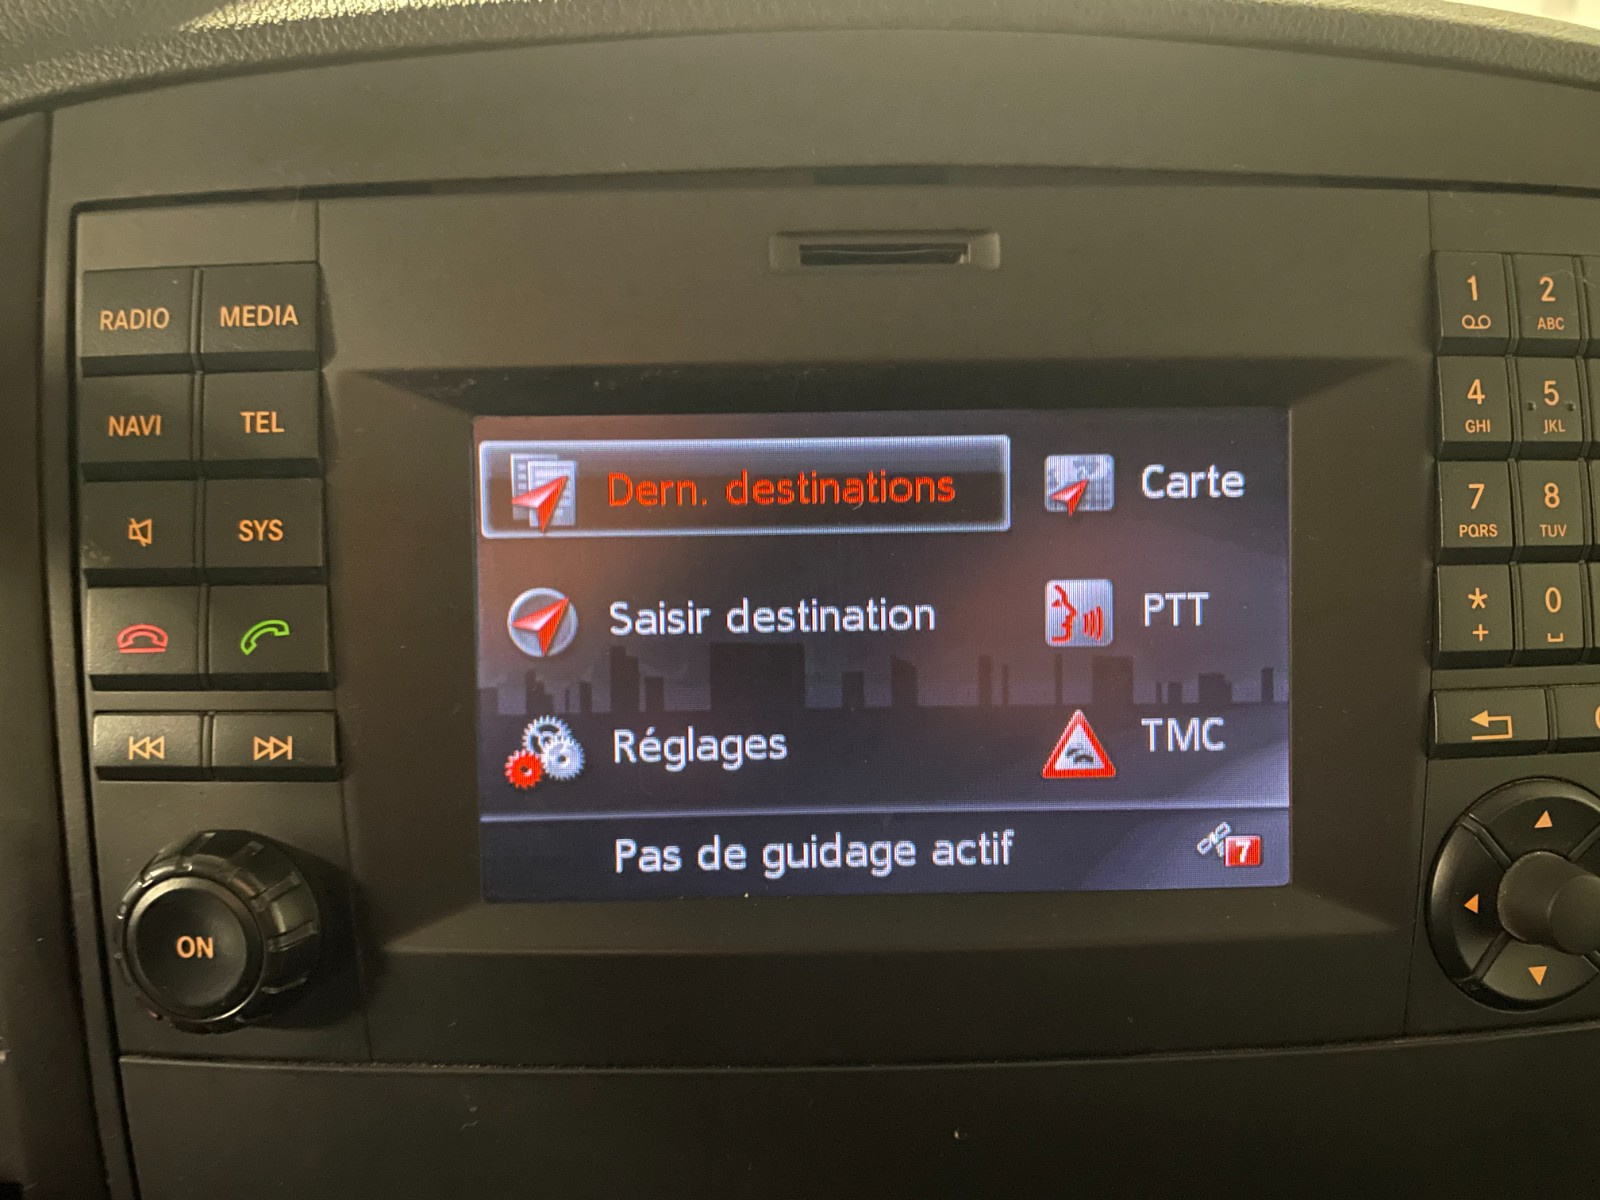 RADIO MEDIA
NAVI TEL
SYS
ON
Dern. destinations
Carte
Saisir destination
PTT
Réglages
TMC
Pas de guidage actif
7
1 2
ABC
4 5
GHI JKL
7 8
PQRS TUV
* 0
+